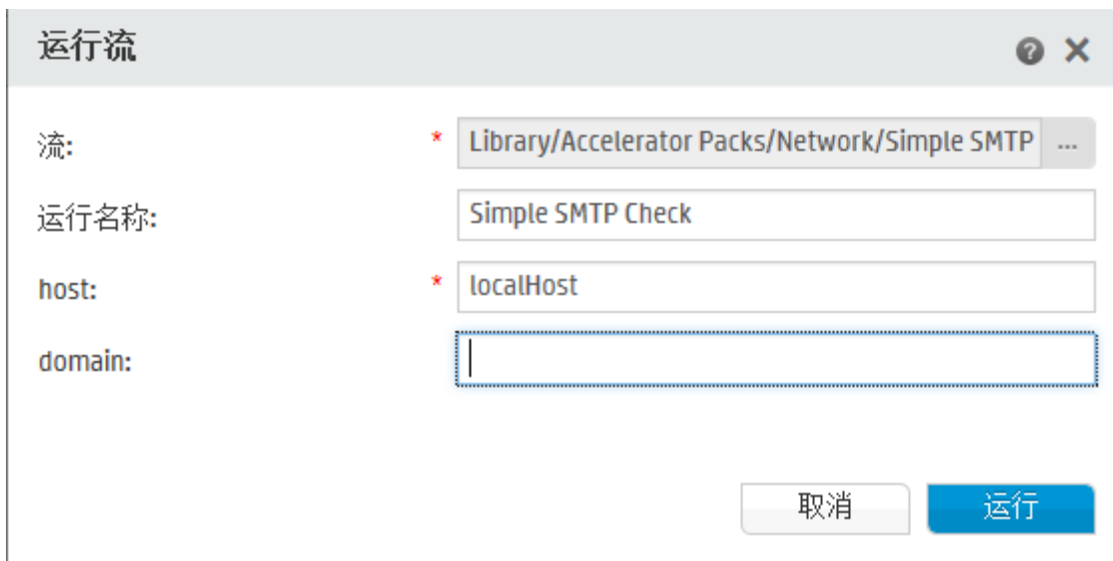 运行流
流: * Library/Accelerator Packs/Network/Simple SMTP ...
运行名称: Simple SMTP Check
host: * localHost
domain:
取消 运行